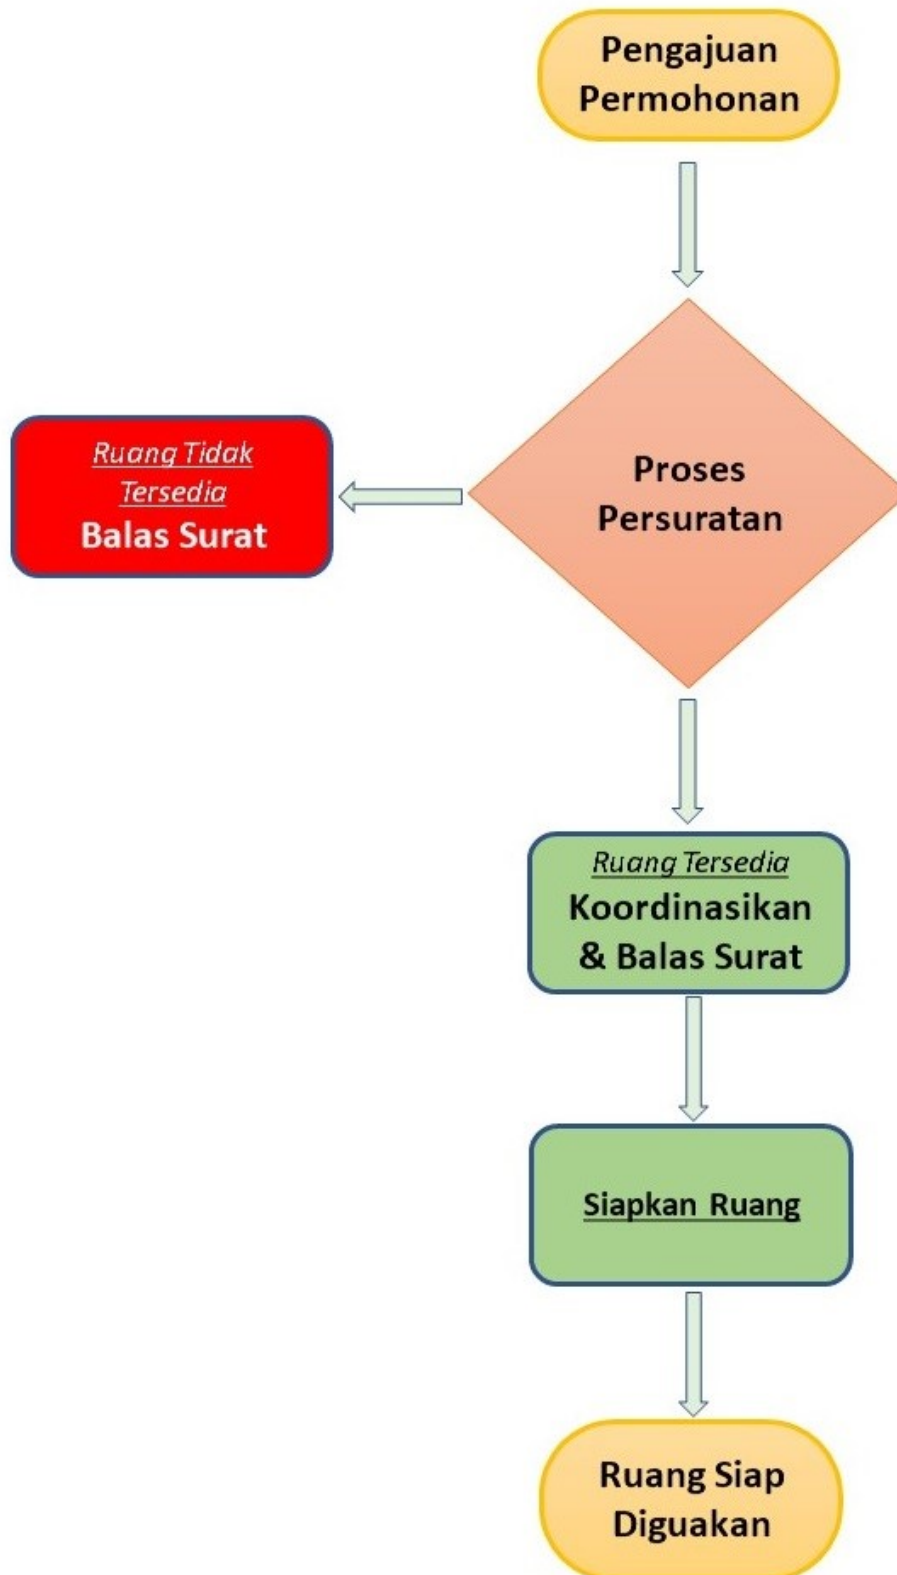 Pengajuan
Permohonan
Proses
Persuratan
Ruang Tidak
Tersedia
Balas Surat
Ruang Tersedia
Koordinasikan
& Balas Surat
Siapkan Ruang
Ruang Siap
Diguakan